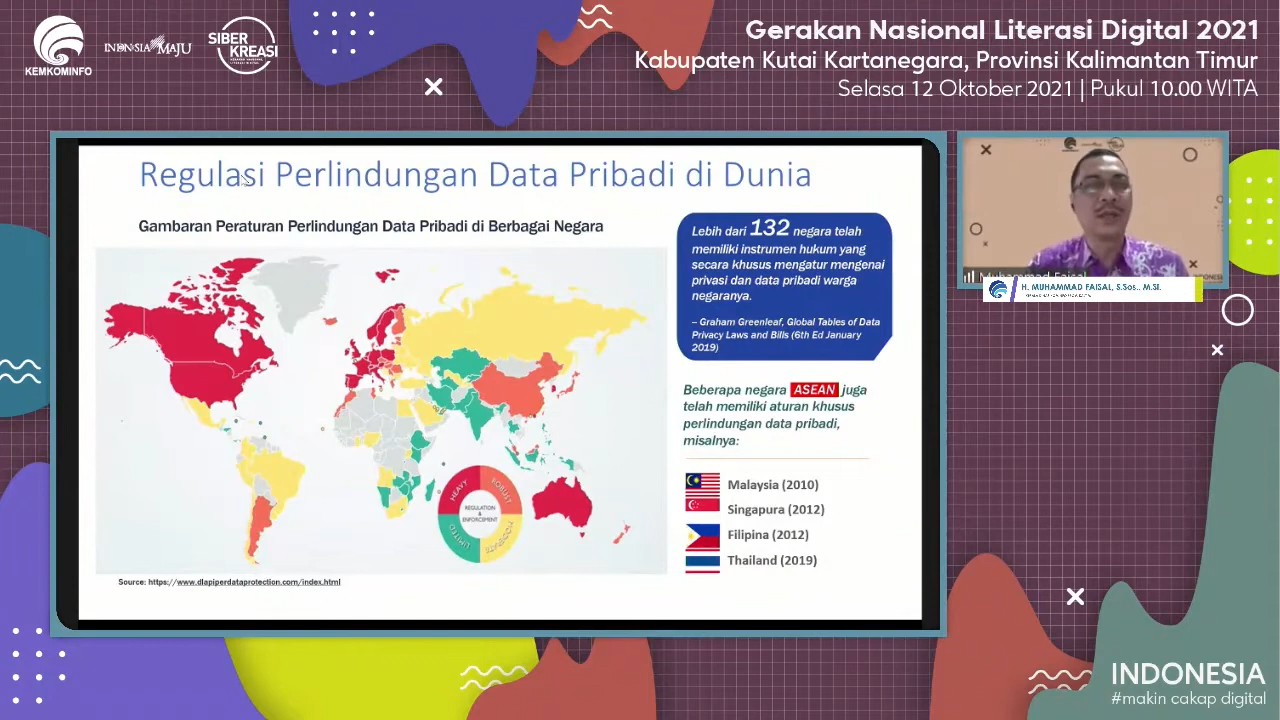 KEMKOMINFO
INDONESIA MAJU
SIBER
KREASI
Gerakan Nasional Literasi Digital 2021
Kabupaten Kutai Kartanegara, Provinsi Kalimantan Timur
Selasa 12 Oktober 2021 | Pukul 10.00 WITA
Regulasi Perlindungan Data Pribadi di Dunia
Gambaran Peraturan Perlindungan Data Pribadi di Berbagai Negara
Lebih dari 132 negara telah
memiliki instrumen hukum yang
secara khusus mengatur mengenai
privasi dan data pribadi warga
negaranya.
– Graham Greenleaf, Global Tables of Data
Privacy Laws and Bills (6th Ed January
2019)
Beberapa negara ASEAN juga
telah memiliki aturan khusus
perlindungan data pribadi,
misalnya:
Malaysia (2010)
Singapura (2012)
Filipina (2012)
Thailand (2019)
HEAVY
ROBUST
REGULATION
&
ENFORCEMENT
LIMITED
MODERATE
Source: https://www.dlapiperdataprotection.com/index.html
Muhammad Faisal
H. MUHAMMAD FAISAL, S.Sos., M.SI.
INDONESIA
#makin cakap digital